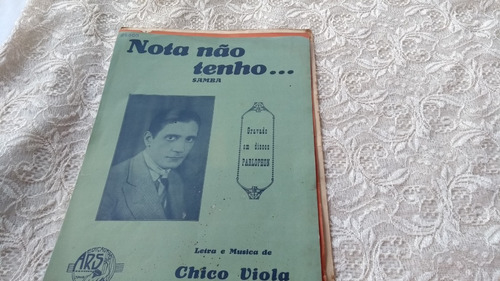 Nota não
tenho...
SAMBA
Gravado
em discos
PARLOPHON
Letra e Musica de
ARS
Chico Viola